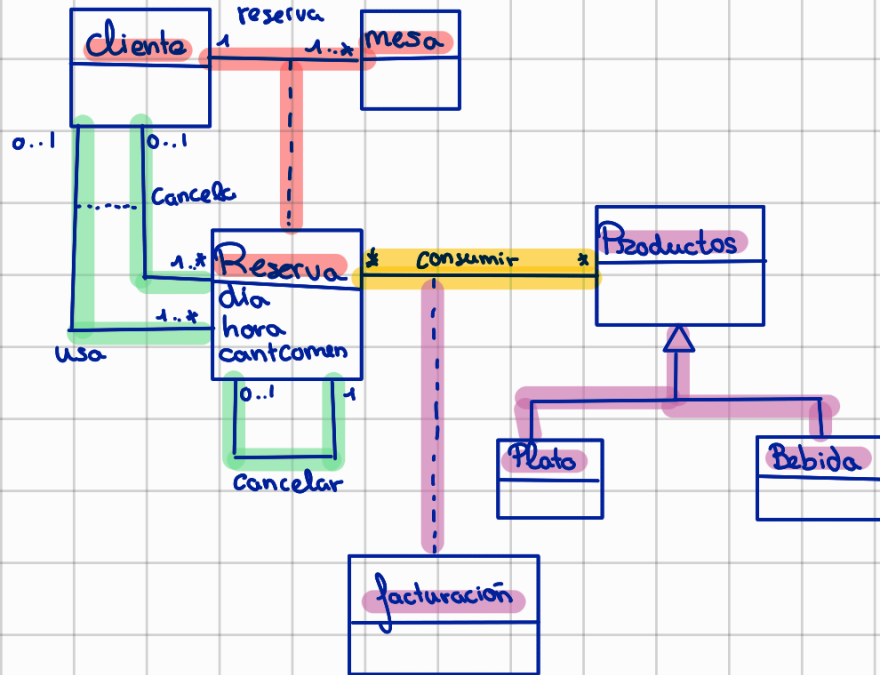 reserva
Cliente
1
1..*
mesa
0..1
0..1
Cancela
1..*
Reserva
* consumir *
Productos
dia
1..*
hora
usa
cantComen
0..1
1
Cancelar
Plato
Bebida
facturación